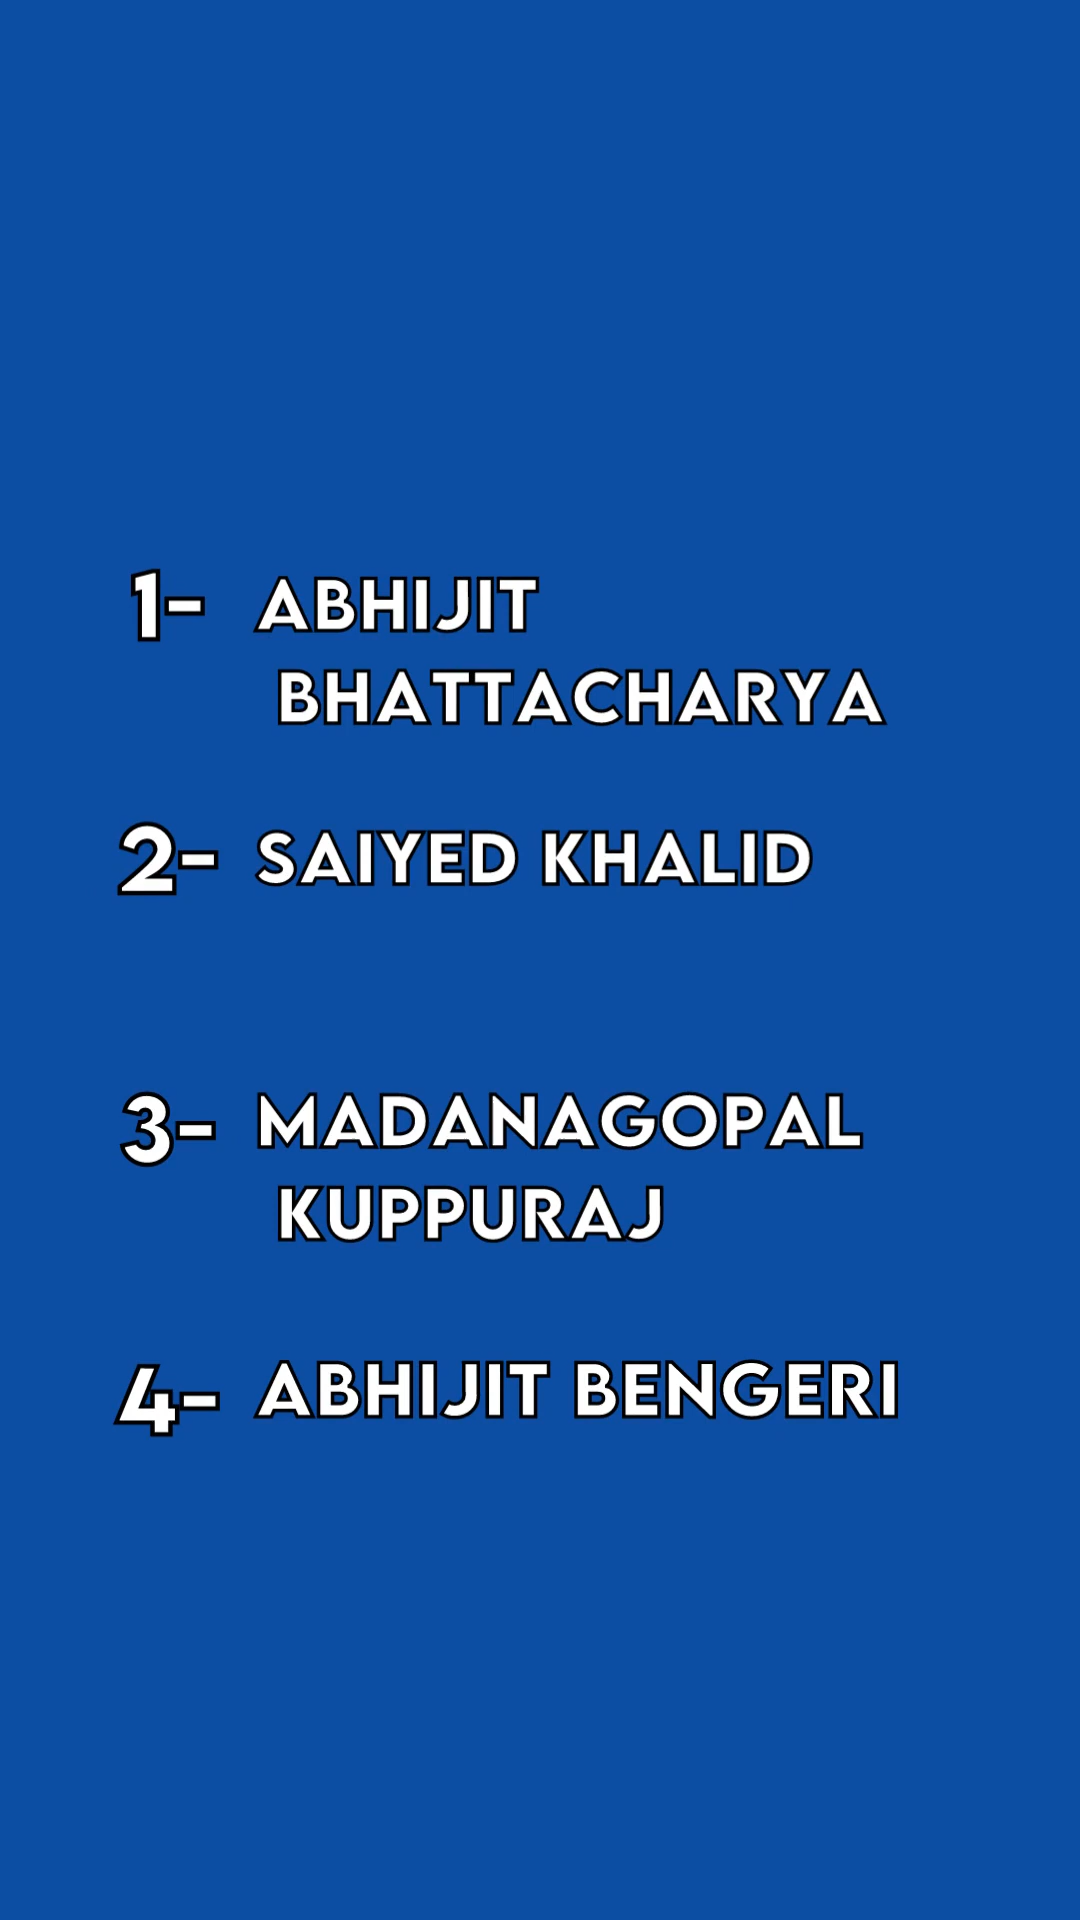 1- ABHIJIT
BHATTACHARYA
2- SAIYED KHALID
3- MADANAGOPAL
KUPPURAJ
4- ABHIJIT BENGERI